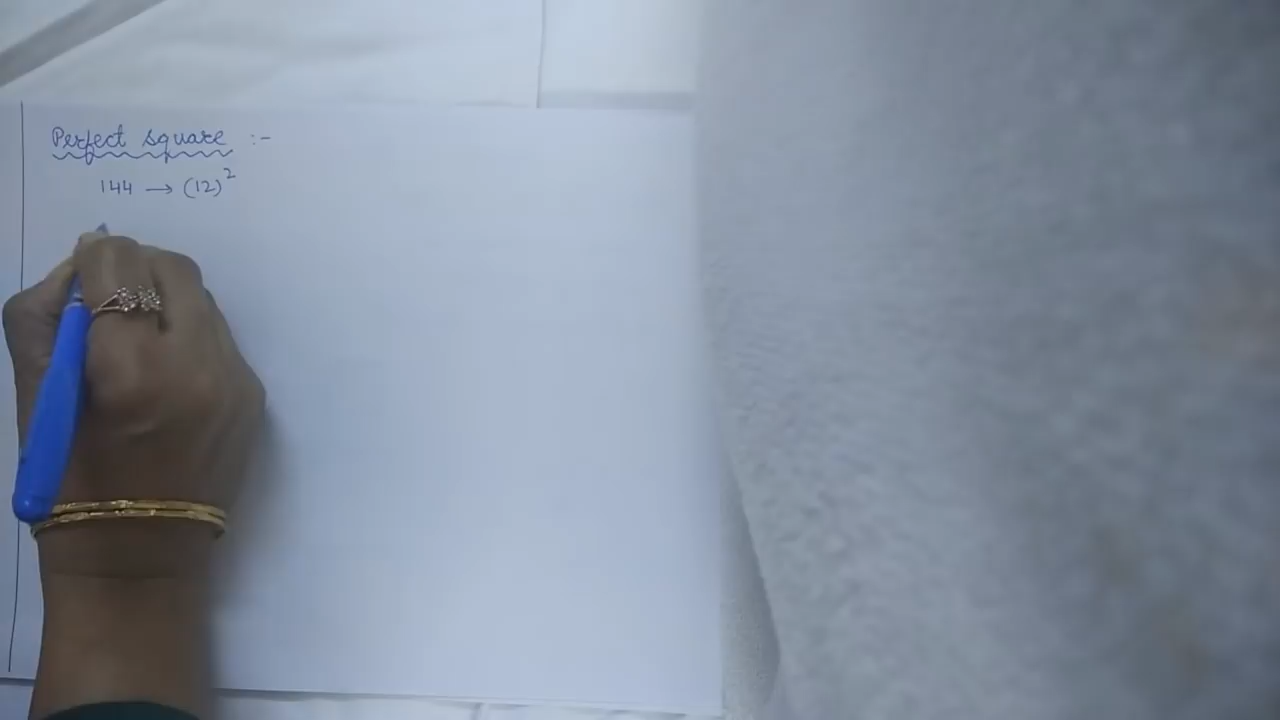 Perfect square :-
144 → (12)²